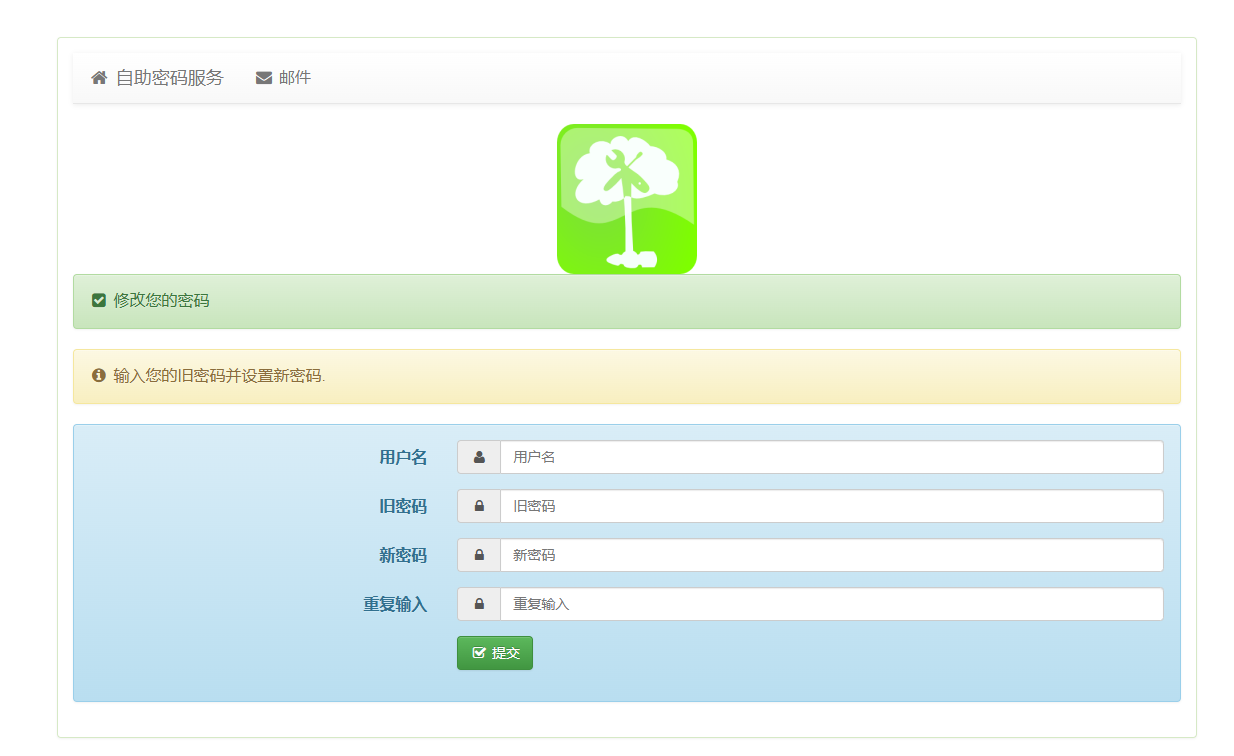 自助密码服务 邮件
修改您的密码
输入您的旧密码并设置新密码.
用户名 用户名
旧密码 旧密码
新密码 新密码
重复输入 重复输入
提交